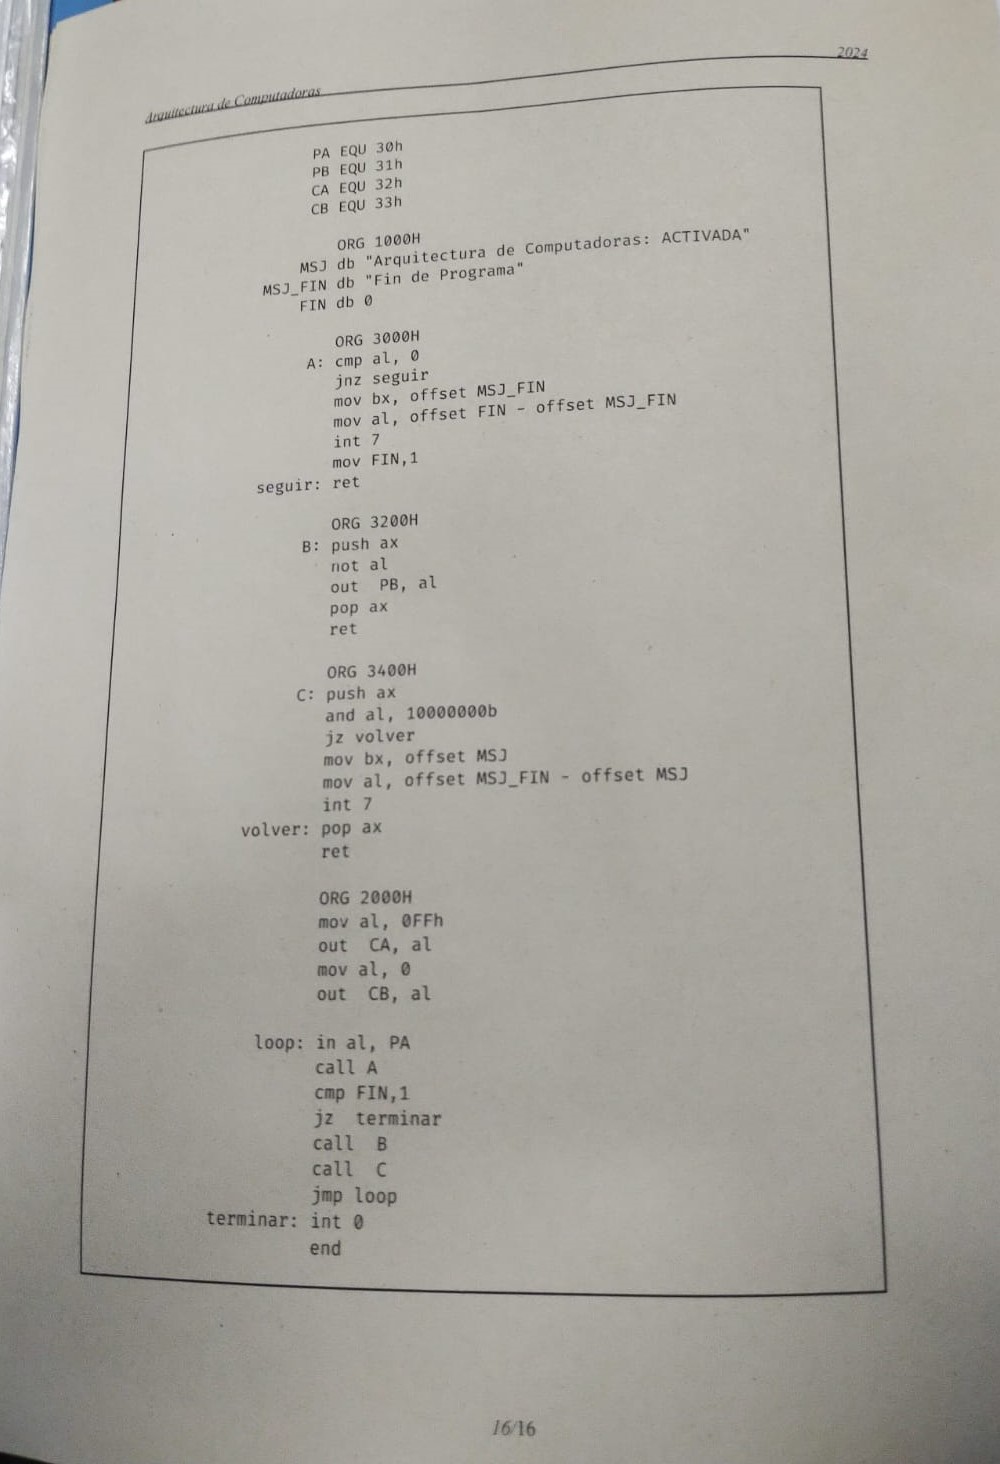 Arquitectura de Computadoras 2024
PA EQU 30h
PB EQU 31h
CA EQU 32h
CB EQU 33h
ORG 1000H
MSJ db "Arquitectura de Computadoras: ACTIVADA"
MSJ_FIN db "Fin de Programa"
FIN db 0
ORG 3000H
A: cmp al, 0
jnz seguir
mov bx, offset MSJ_FIN
mov al, offset FIN - offset MSJ_FIN
int 7
mov FIN,1
seguir: ret
ORG 3200H
B: push ax
not al
out PB, al
pop ax
ret
ORG 3400H
C: push ax
and al, 10000000b
jz volver
mov bx, offset MSJ
mov al, offset MSJ_FIN - offset MSJ
int 7
volver: pop ax
ret
ORG 2000H
mov al, 0FFh
out CA, al
mov al, 0
out CB, al
loop: in al, PA
call A
cmp FIN,1
jz terminar
call B
call C
jmp loop
terminar: int 0
end
16/16